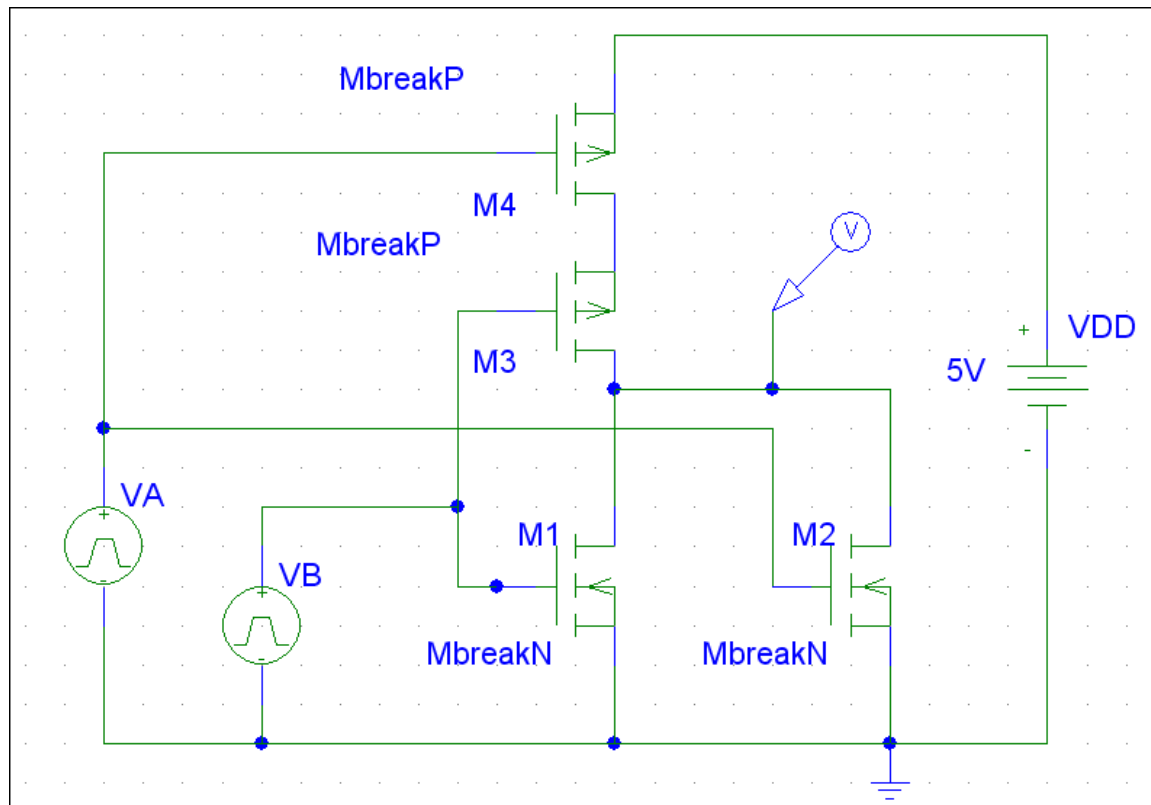 MbreakP
M4
MbreakP
V
+ VDD
M3
5V
-
VA
+
-
M1
M2
VB
+
-
MbreakN
MbreakN